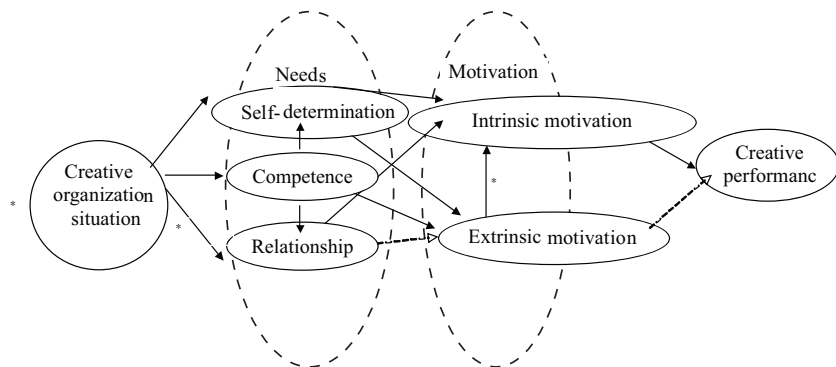 Needs
Motivation
Self-determination
Intrinsic motivation
Creative
organization
situation
Competence
Creative
performanc
Relationship
Extrinsic motivation
*
*
*